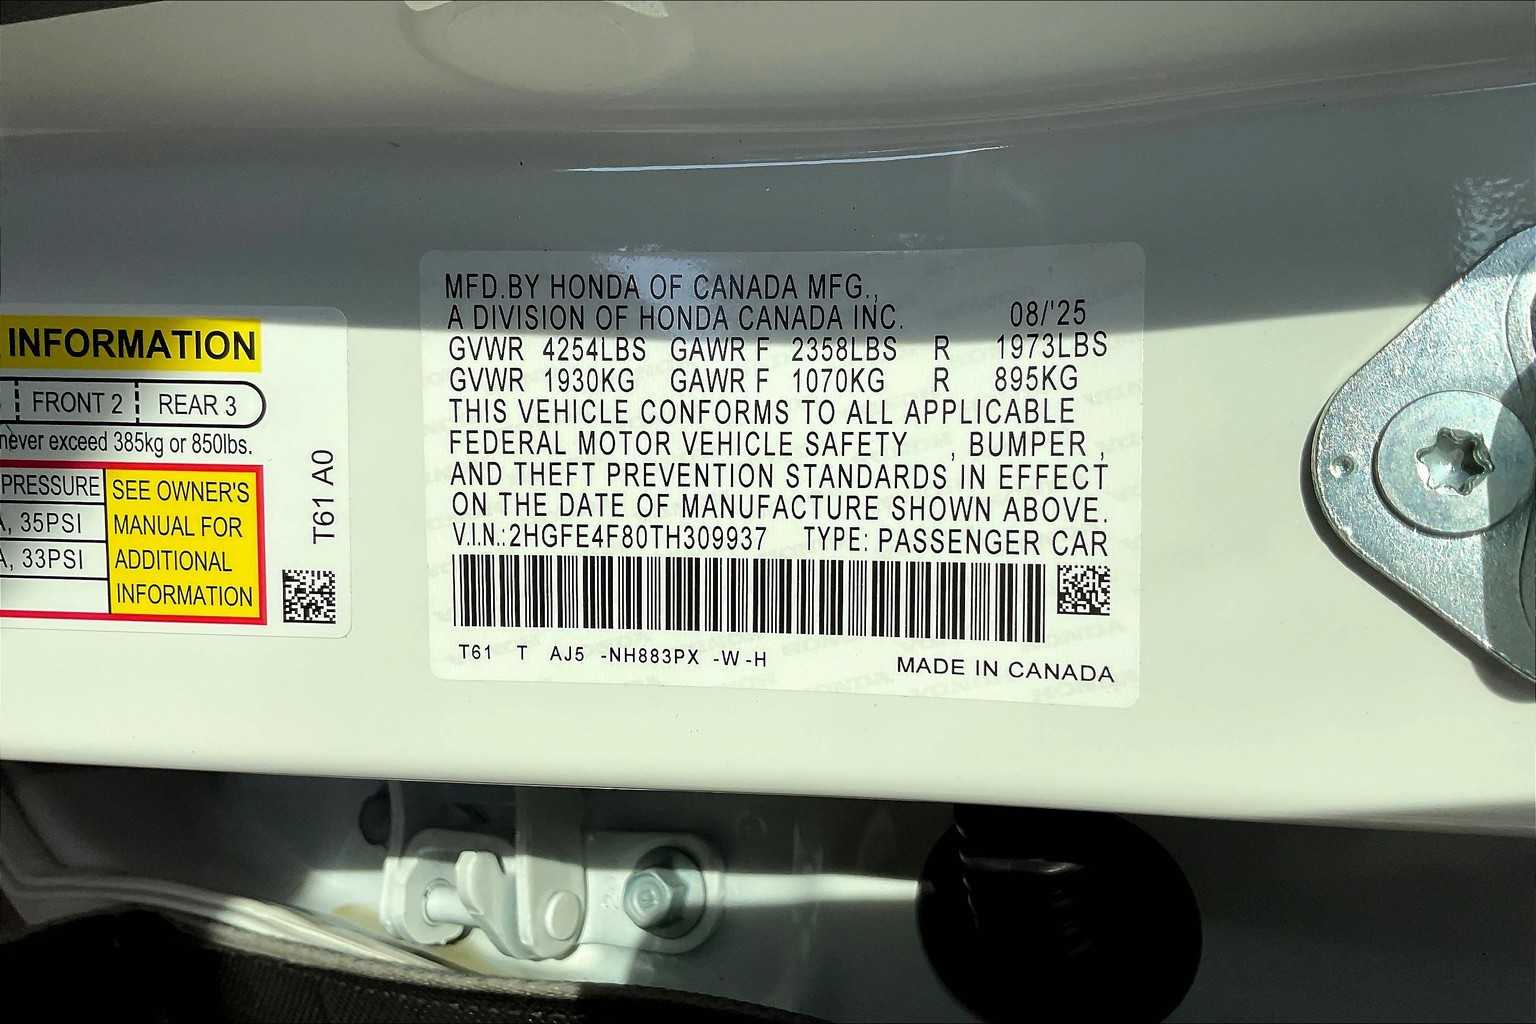 INFORMATION
FRONT 2 REAR 3
never exceed 385kg or 850lbs.
PRESSURE SEE OWNER'S
, 35PSI MANUAL FOR
, 33PSI ADDITIONAL
INFORMATION
T61 A0
MFD.BY HONDA OF CANADA MFG.,
A DIVISION OF HONDA CANADA INC. 08/'25
GVWR 4254LBS GAWR F 2358LBS R 1973LBS
GVWR 1930KG GAWR F 1070KG R 895KG
THIS VEHICLE CONFORMS TO ALL APPLICABLE
FEDERAL MOTOR VEHICLE SAFETY , BUMPER ,
AND THEFT PREVENTION STANDARDS IN EFFECT
ON THE DATE OF MANUFACTURE SHOWN ABOVE.
V.I.N.:2HGFE4F80TH309937 TYPE: PASSENGER CAR
T61 T AJ5 -NH883PX -W-H
MADE IN CANADA